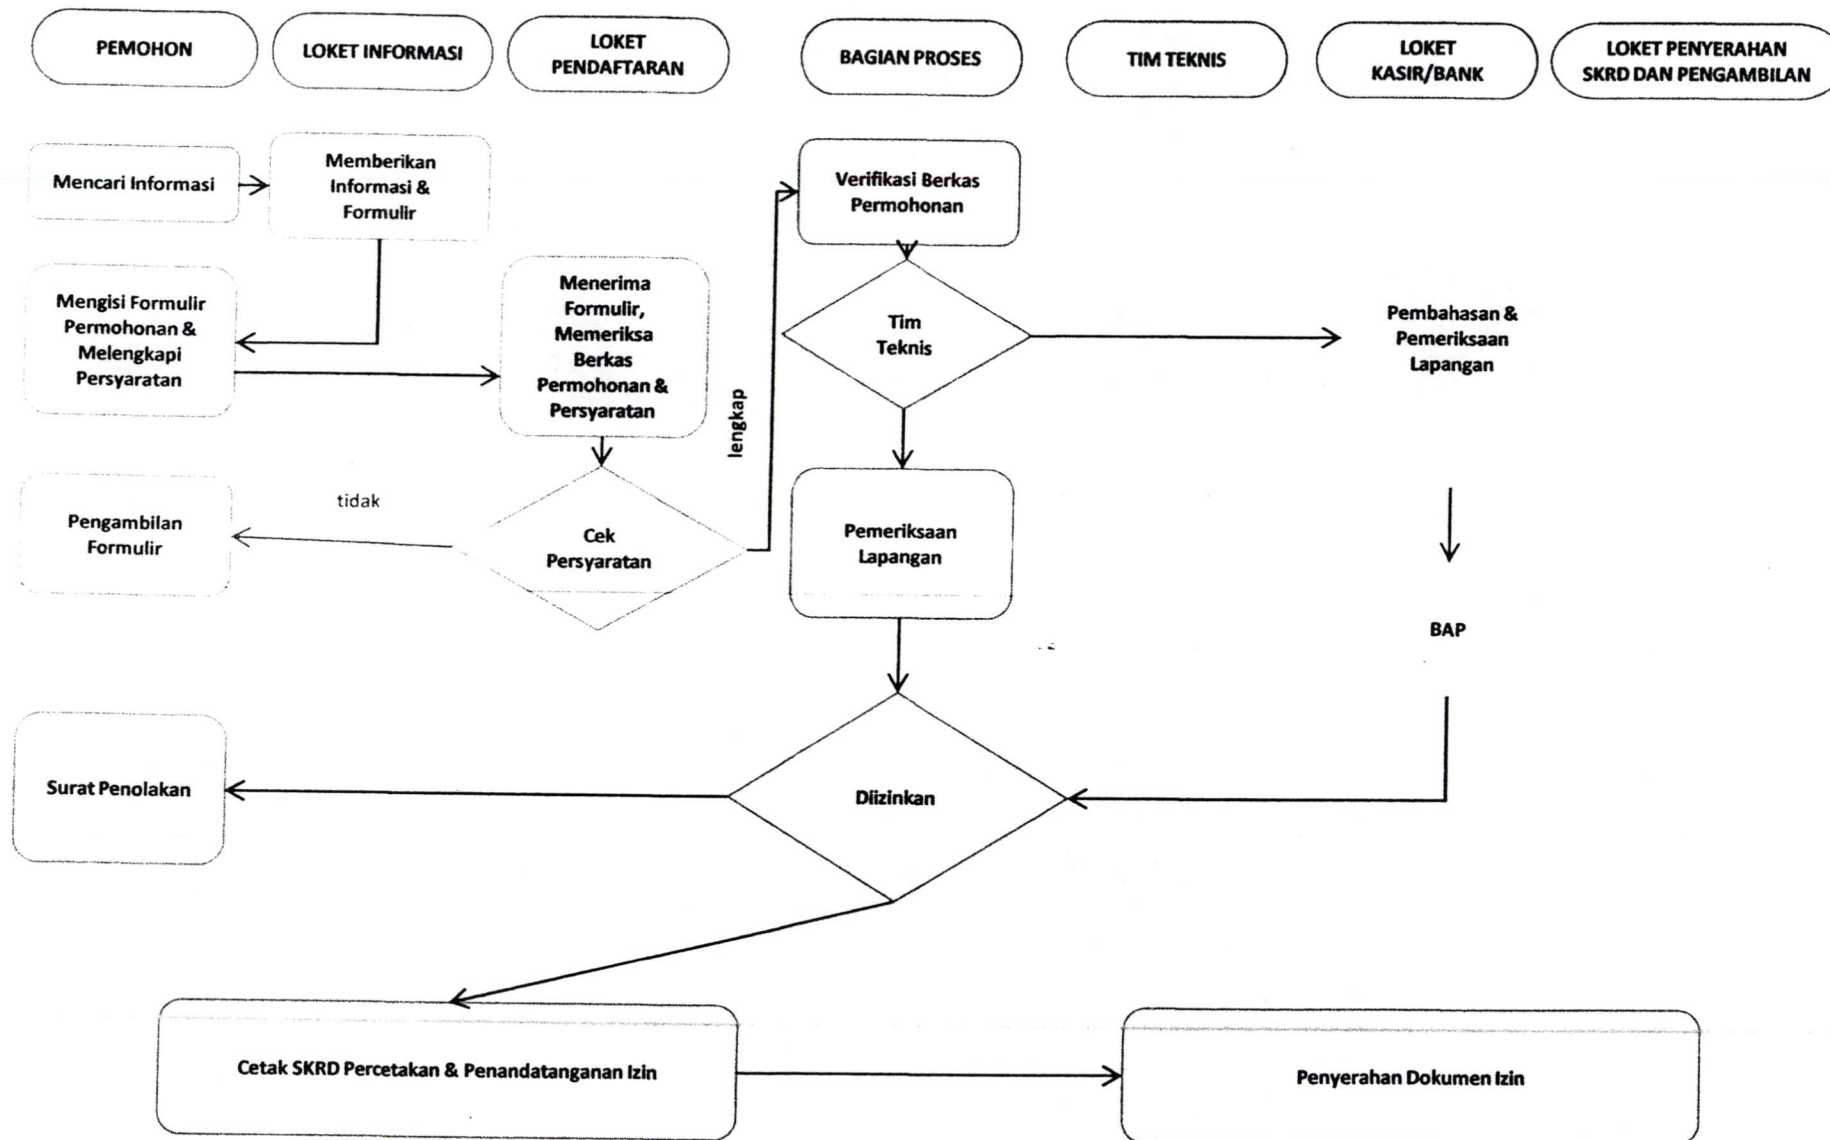 PEMOHON
LOKET INFORMASI
LOKET
PENDAFTARAN
BAGIAN PROSES
TIM TEKNIS
LOKET
KASIR/BANK
LOKET PENYERAHAN
SKRD DAN PENGAMBILAN
Mencari Informasi
Memberikan
Informasi &
Formulir
Verifikasi Berkas
Permohonan
Mengisi Formulir
Permohonan &
Melengkapi
Persyaratan
Menerima
Formulir,
Memeriksa
Berkas
Permohonan &
Persyaratan
lengkap
Tim
Teknis
Pembahasan &
Pemeriksaan
Lapangan
Pengambilan
Formulir
tidak
Cek
Persyaratan
Pemeriksaan
Lapangan
BAP
Surat Penolakan
Diizinkan
Cetak SKRD Percetakan & Penandatanganan Izin
Penyerahan Dokumen Izin